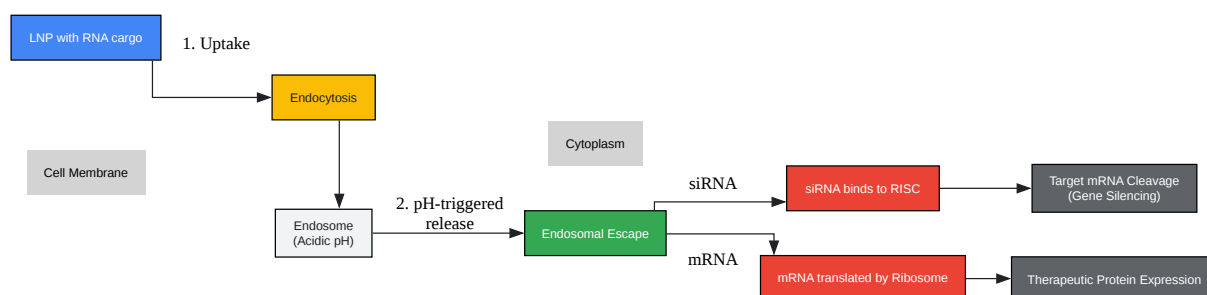 LNP with RNA cargo
1. Uptake
Endocytosis
Cell Membrane
Cytoplasm
Endosome
(Acidic pH)
2. pH-triggered
release
Endosomal Escape
siRNA
siRNA binds to RISC
Target mRNA Cleavage
(Gene Silencing)
mRNA
mRNA translated by Ribosome
Therapeutic Protein Expression